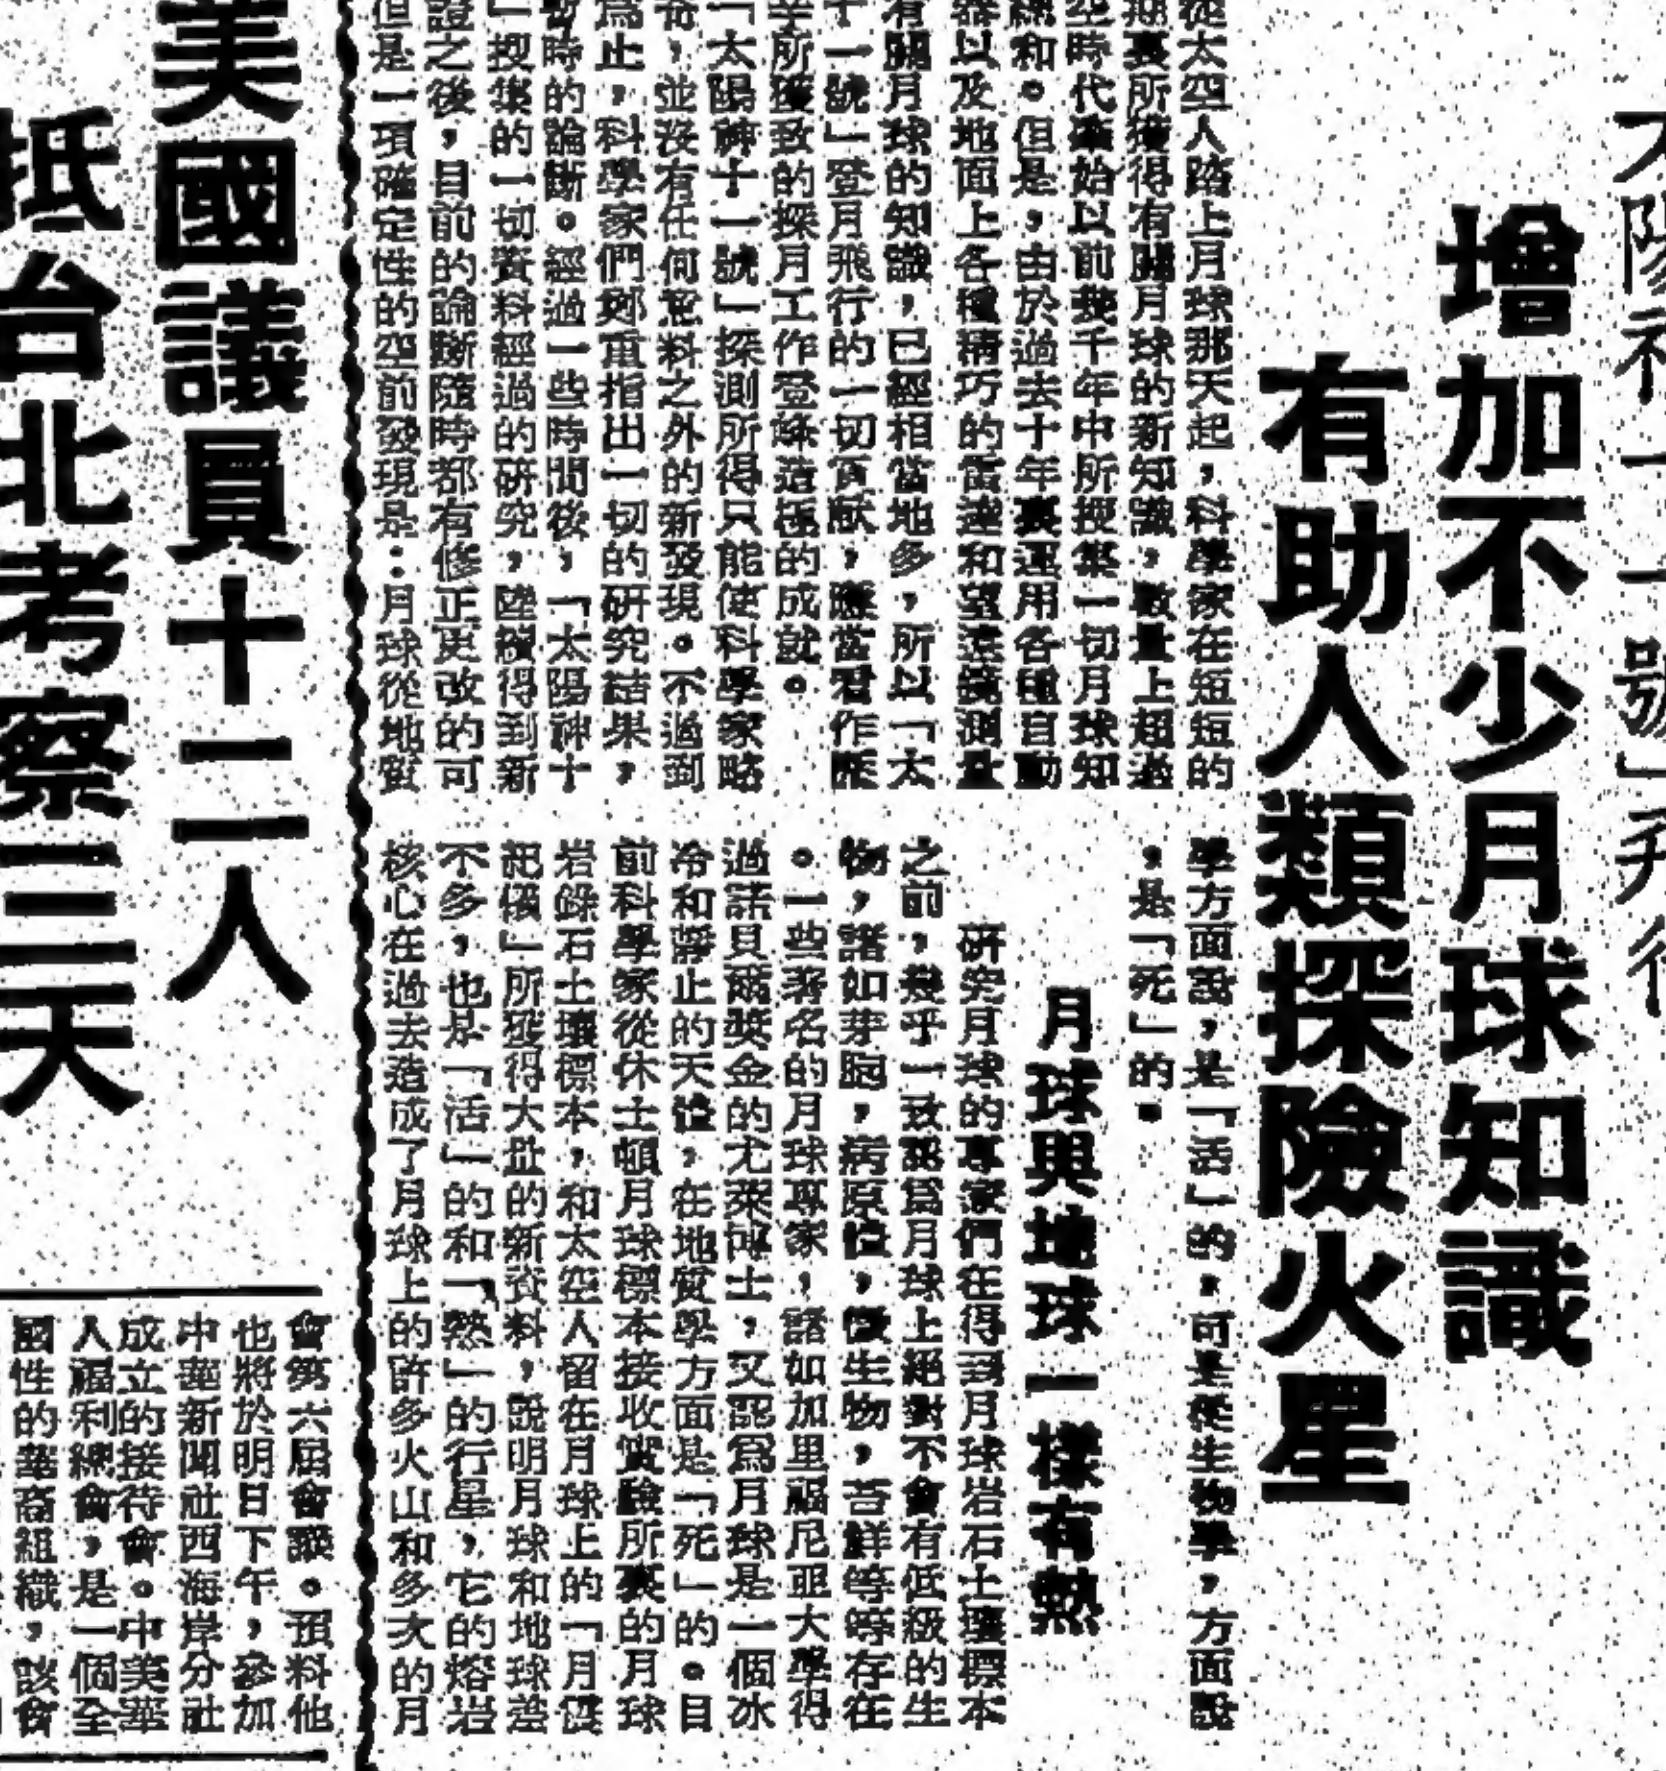 增加不少月球知識
有助人類探險火星
從太空人踏上月球那天起，科學家在短短的
期裏所獲得有關月球的新知識，數量上超過
空時代肇始以前幾千年中所搜集一切月球知
總和。但是，由於過去十年裏運用各種自動
器以及地面上各種精巧的雷達和望遠鏡測量
有關月球的知識，已經相當地多，所以「太
十一號」登月飛行的一切貢獻，應當看作歷
辛所獲致的探月工作登峰造極的成就。
「太陽神十一號」探測所得只能使科學家略
奇，並沒有任何意料之外的新發現。不過到
爲止，科學家們鄭重指出一切的研究結果，
暫時的論斷。經過一些時間後，「太陽神十
」搜集的一切資料經過的研究，陸續得到新
證之後，目前的論斷隨時都有修正更改的可
但是一項確定性的空前發現是：月球從地質
學方面說，是「活」的，可是從生物學，方面說
，是「死」的。
月球與地球一樣有熱
研究月球的專家們在得到月球岩石土壤標本
之前，幾乎一致認爲月球上絕對不會有低級的生
物，諸如芽胞，病原體，微生物，苔鮮等等存在
。一些著名的月球專家，諸如加里福尼亞大學得
過諾貝爾獎金的尤萊博士，又認爲月球是一個冰
冷和靜止的天體，在地質學方面是「死」的。目
前科學家從休士頓月球標本接收實驗所裏的月球
岩錄石土壤標本，和太空人留在月球上的「月震
記儀」所獲得大量的新資料，說明月球和地球差
不多，也是「活」的和「熱」的行星，它的熔岩
核心在過去造成了月球上的許多火山和多次的月
美國議員十二人
抵台北考察三天
會第六屆會議。預料他
也將於明日下午，參加
中華新聞社西海岸分社
成立的接待會。中美華
人福利總會，是一個全
國性的華裔組織，該會